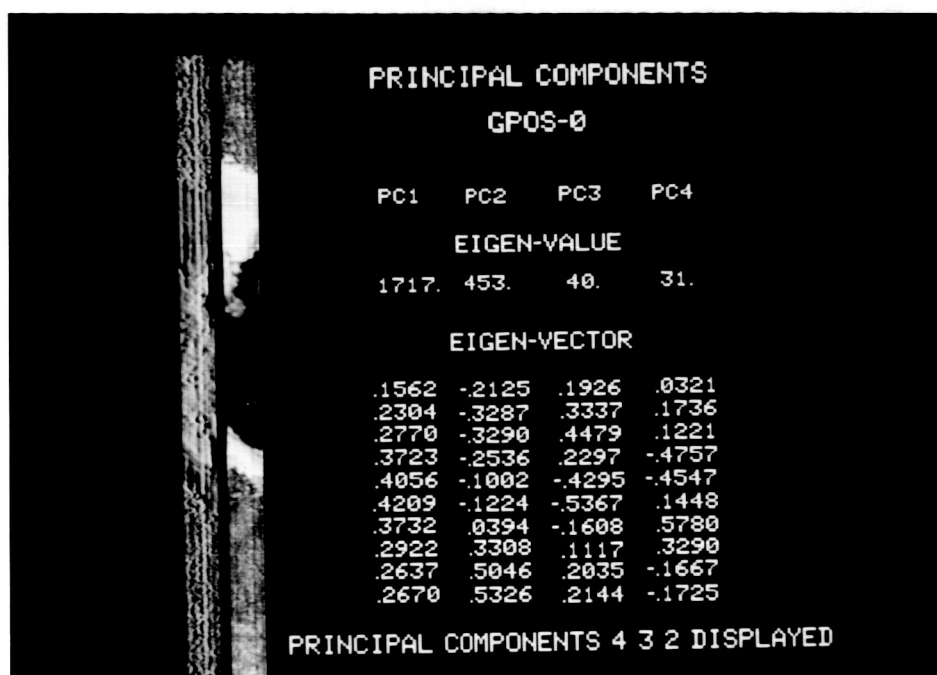 PRINCIPAL COMPONENTS
GPOS-0
PC1 PC2 PC3 PC4
EIGEN-VALUE
1717. 453. 40. 31.
EIGEN-VECTOR
.1562 -.2125 .1926 .0321
.2304 -.3287 .3337 .1736
.2770 -.3290 .4479 .1221
.3723 -.2536 .2297 -.4757
.4056 -.1002 -.4295 -.4547
.4209 -.1224 -.5367 .1448
.3732 .0394 -.1608 .5780
.2922 .3308 .1117 .3290
.2637 .5046 .2035 -.1667
.2670 .5326 .2144 -.1725
PRINCIPAL COMPONENTS 4 3 2 DISPLAYED